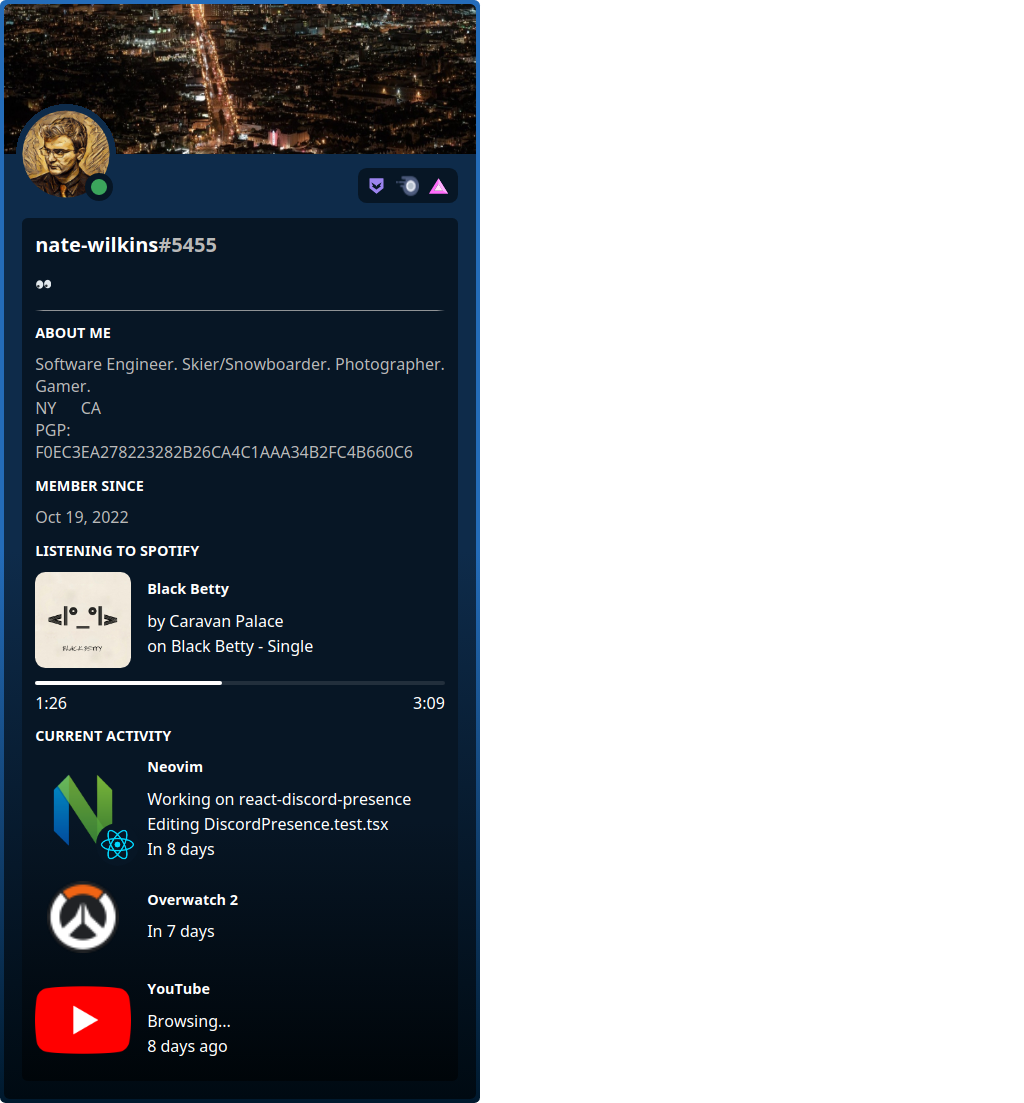 nate-wilkins#5455
ABOUT ME
Software Engineer. Skier/Snowboarder. Photographer.
Gamer.
NY CA
PGP:
F0EC3EA278223282B26CA4C1AAA34B2FC4B660C6
MEMBER SINCE
Oct 19, 2022
LISTENING TO SPOTIFY
<|°_°|>
BLACK BETTY
Black Betty
by Caravan Palace
on Black Betty - Single
1:26 3:09
CURRENT ACTIVITY
Neovim
Working on react-discord-presence
Editing DiscordPresence.test.tsx
In 8 days
Overwatch 2
In 7 days
YouTube
Browsing...
8 days ago